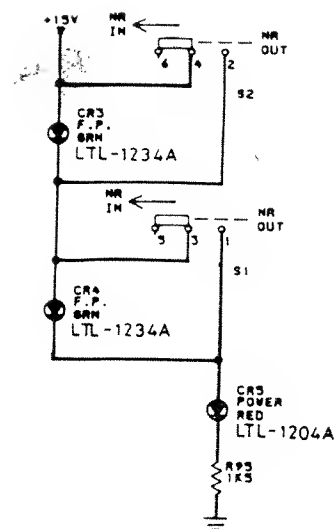 +15V
NR
IN
NR
OUT
6 4 2
S2
CR3
F.P.
GRN
LTL-1234A
NR
IN
NR
OUT
5 3 1
S1
CR4
F.P.
GRN
LTL-1234A
CR5
POWER
RED
LTL-1204A
R95
1K5